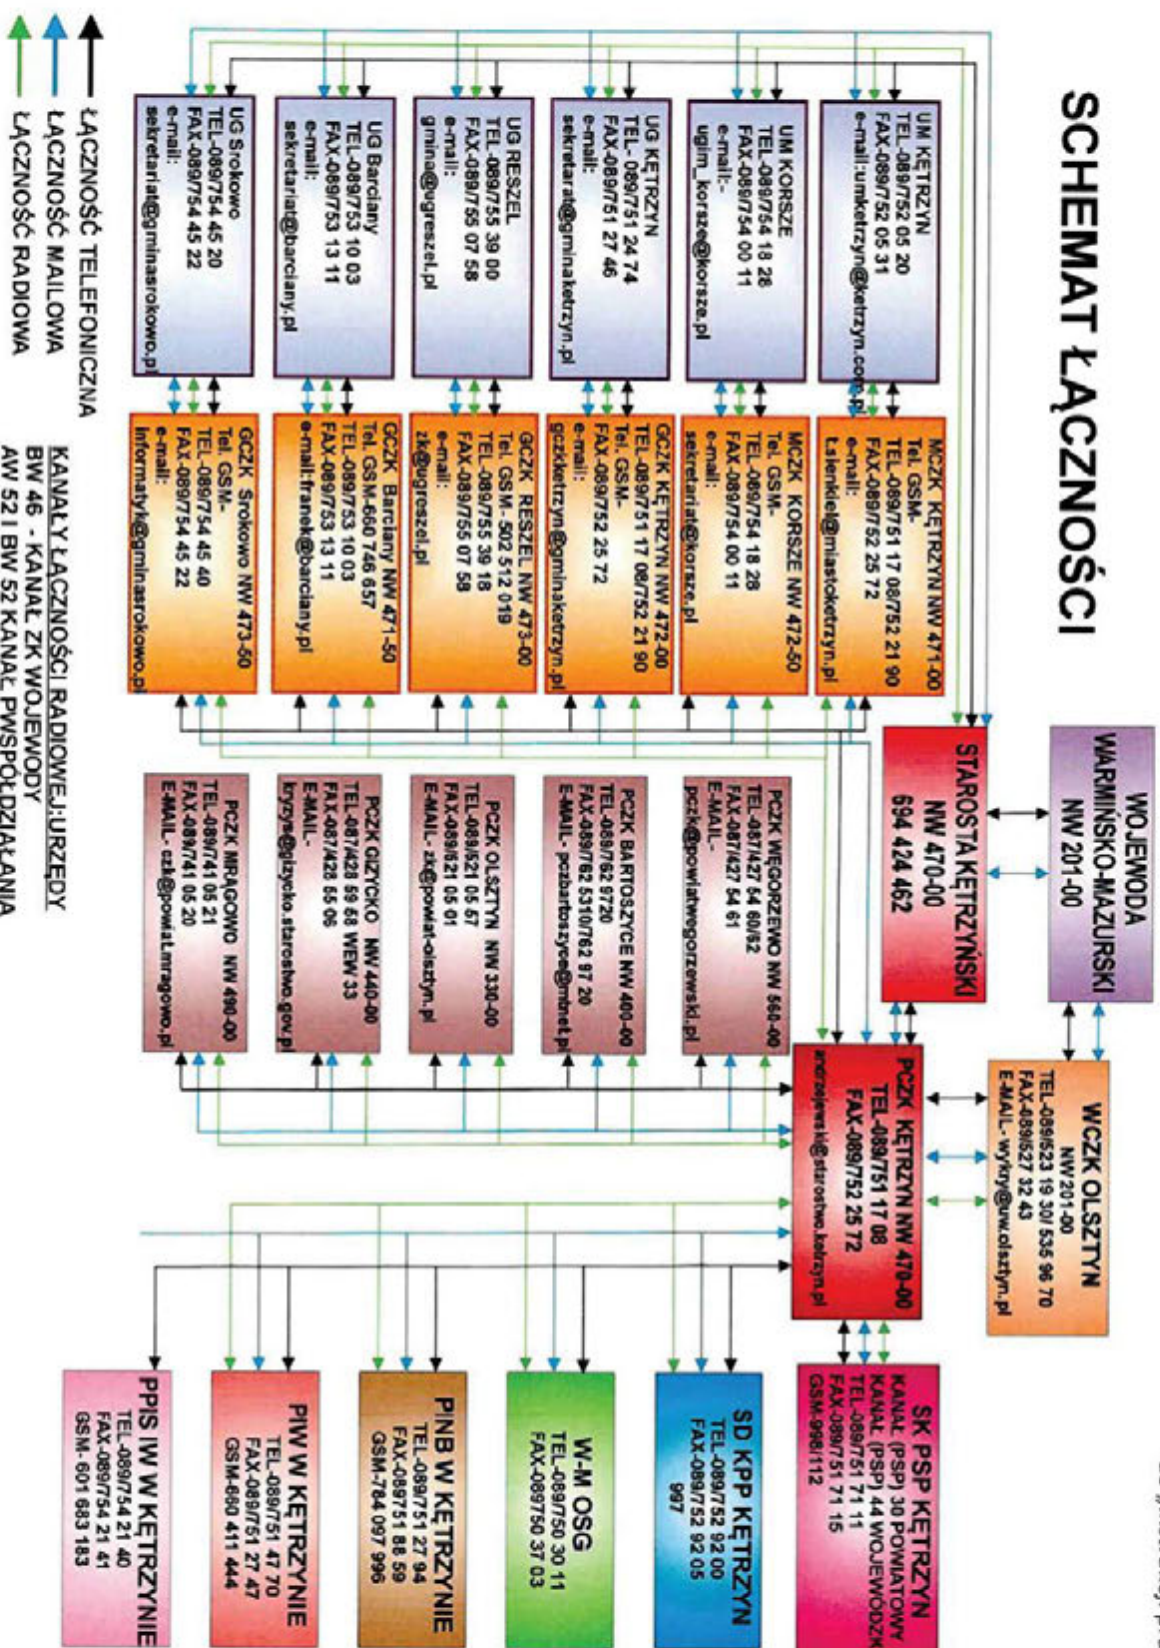 SCHEMAT ŁĄCZNOŚCI
WOJEWODA
WARMIŃSKO-MAZURSKI
NW 201-00
WCZK OLSZTYN
NW 201-00
TEL-089/523 19 30/ 535 96 70
FAX-089/527 32 43
E-MAIL- wykry@uw.olsztyn.pl
STAROSTA KĘTRZYŃSKI
NW 470-00
694 424 462
PCZK KĘTRZYN NW 470-00
TEL-089/751 17 08
FAX-089/752 25 72
andrzejewski@starostwo.ketrzyn.pl
SK PSP KĘTRZYN
KANAŁ (PSP) 30 POWIATOWY
KANAŁ (PSP) 44 WOJEWÓDZK
TEL-089/751 71 11
FAX-089/751 71 15
GSM-998/112
UM KĘTRZYN
TEL-089/752 05 20
FAX-089/752 05 31
e-mail:umketrzyn@ketrzyn.com.pl
MCZK KĘTRZYN NW 471-00
Tel. GSM-
TEL-089/751 17 08/752 21 90
FAX-089/752 25 72
e-mail:
t.sienkiel@miastoketrzyn.pl
UM KORSZE
TEL-089/754 18 28
FAX-089/754 00 11
e-mail:-
ugim_korsze@korsze.pl
MCZK KORSZE NW 472-50
Tel. GSM-
TEL-089/754 18 28
FAX-089/754 00 11
e-mail:
sekretariat@korsze.pl
PCZK WĘGORZEWO NW 560-00
TEL-087/427 54 60/52
FAX-087/427 54 61
E-MAIL-
pczk@powiatwegorzewski.pl
SD KPP KĘTRZYN
TEL-089/752 92 00
FAX-089/752 92 05
997
UG KĘTRZYN
TEL- 089/751 24 74
FAX-089/751 27 46
e-mail:
sekretarat@gminaketrzyn.pl
GCZK KĘTRZYN NW 472-00
TEL-089/751 17 08/752 21 90
Tel. GSM-
FAX-089/752 25 72
e-mail:
gczkketrzyn@gminaketrzyn.pl
PCZK BARTOSZYCE NW 400-00
TEL-089/762 9720
FAX-089/762 5310/762 97 20
E-MAIL- pczbartoszyce@mbnet.pl
W-M OSG
TEL-089/750 30 11
FAX-089750 37 03
UG RESZEL
TEL-089/755 39 00
FAX-089/755 07 58
e-mail:
gmina@ugreszel.pl
GCZK RESZEL NW 473-00
Tel. GSM- 502 512 019
TEL-089/755 39 18
FAX-089/755 07 58
zk@ugreszel.pl
PCZK OLSZTYN NW 330-00
TEL-089/521 05 57
FAX-089/521 05 01
E-MAIL- zk@powiat-olsztyn.pl
PINB W KĘTRZYNIE
TEL-089/751 27 94
FAX-089751 88 59
GSM-784 097 996
UG Barciany
TEL-089/753 10 03
FAX-089/753 13 11
e-mail:
sekretariat@barciany.pl
GCZK Barciany NW 471-50
Tel. GSM-660 746 657
TEL-089/753 10 03
FAX-089/753 13 11
e-mail:franek@barciany.pl
PCZK GIŻYCKO NW 440-00
TEL-087/428 59 58 WEW 33
FAX-087/428 55 06
E-MAIL-
kryzys@gizycko.starostwo.gov.pl
PIW W KĘTRZYNIE
TEL-089/751 47 70
FAX-089/751 27 47
GSM-660 411 444
UG Srokowo
TEL-089/754 45 20
FAX-089/754 45 22
e-mail:
sekretariat@gminasrokowo.pl
GCZK Srokowo NW 473-50
Tel. GSM-
TEL-089/754 45 40
FAX-089/754 45 22
e-mail:
informatyk@gminasrokowo.pl
PCZK MRĄGOWO NW 490-00
TEL-089/741 05 21
FAX-089/741 05 20
E-MAIL- czk@powiat.mragowo.pl
PPIS IW W KĘTRZYNIE
TEL-089/754 21 40
FAX-089/754 21 41
GSM- 601 683 183
ŁĄCZNOŚĆ TELEFONICZNA
ŁĄCZNOŚĆ MAILOWA
ŁĄCZNOŚĆ RADIOWA
KANAŁY ŁĄCZNOŚCI RADIOWEJ:URZĘDY
BW 46 - KANAŁ ZK WOJEWODY
AW 52 I BW 52 KANAŁ PWSPÓŁDZIAŁANIA